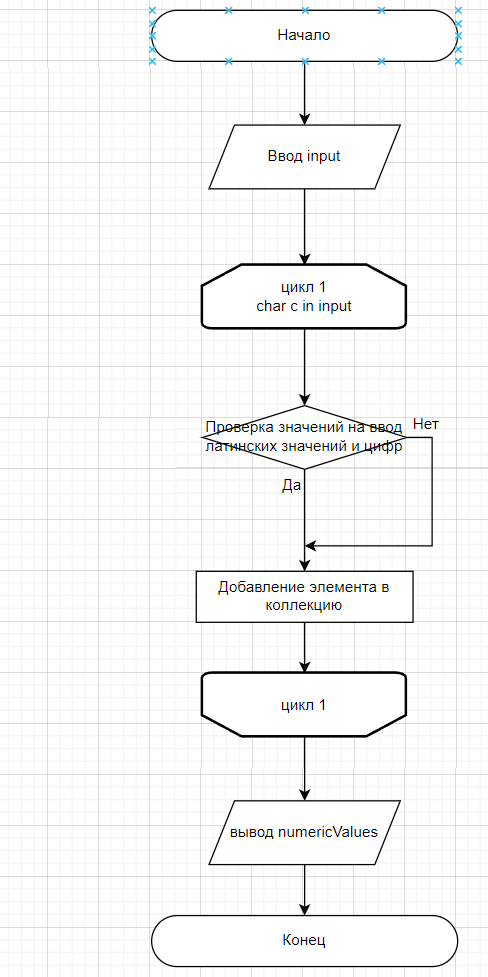 Начало
Ввод input
цикл 1
char c in input
Проверка значений на ввод
латинских значений и цифр
Нет
Да
Добавление элемента в
коллекцию
цикл 1
вывод numericValues
Конец